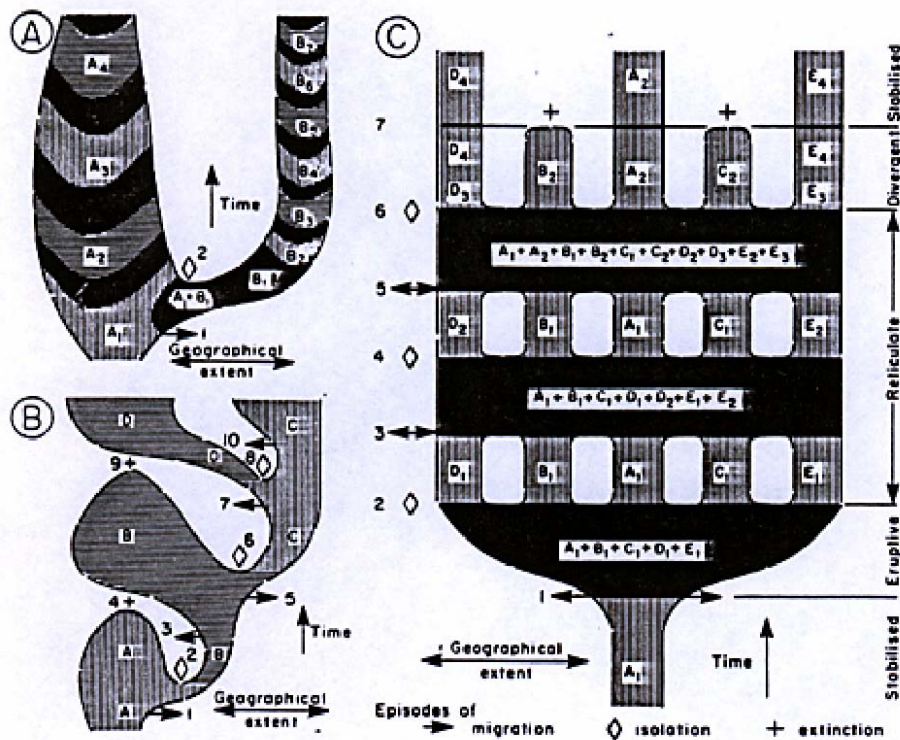 A
A₄
A₃
A₂
A₁
A₁+B₁
B₁
B₂
B₃
B₄
B₅
B₆
B₇
2
1
Time
Geographical
extent
B
D
C
10
D
8
9
7
B
6
C
5
4
3
2
A
B
A
1
Time
Geographical
extent
C
D₄
A₂
E₄
7
D₄
B₂
A₂
C₂
E₄
D₃
E₃
6
A₁+A₂+B₁+B₂+C₁+C₂+D₂+D₃+E₂+E₃
5
D₂
B₁
A₁
C₁
E₂
4
A₁+B₁+C₁+D₁+D₂+E₁+E₂
3
D₁
B₁
A₁
C₁
E₁
2
A₁+B₁+C₁+D₁+E₁
1
A₁
Geographical
extent
Time
Divergent Stabilised
Reticulate
Eruptive
Stabilised
Episodes of
migration
isolation
+ extinction